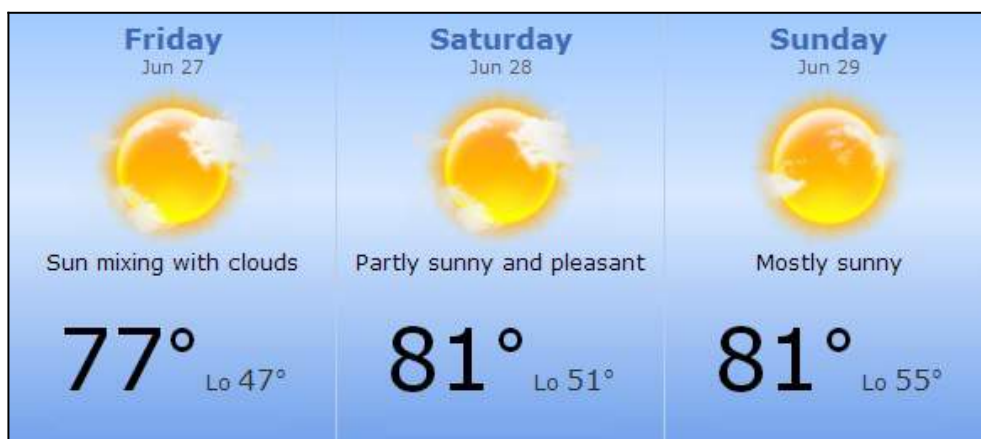 Friday
Jun 27
Sun mixing with clouds
77° Lo 47°
Saturday
Jun 28
Partly sunny and pleasant
81° Lo 51°
Sunday
Jun 29
Mostly sunny
81° Lo 55°